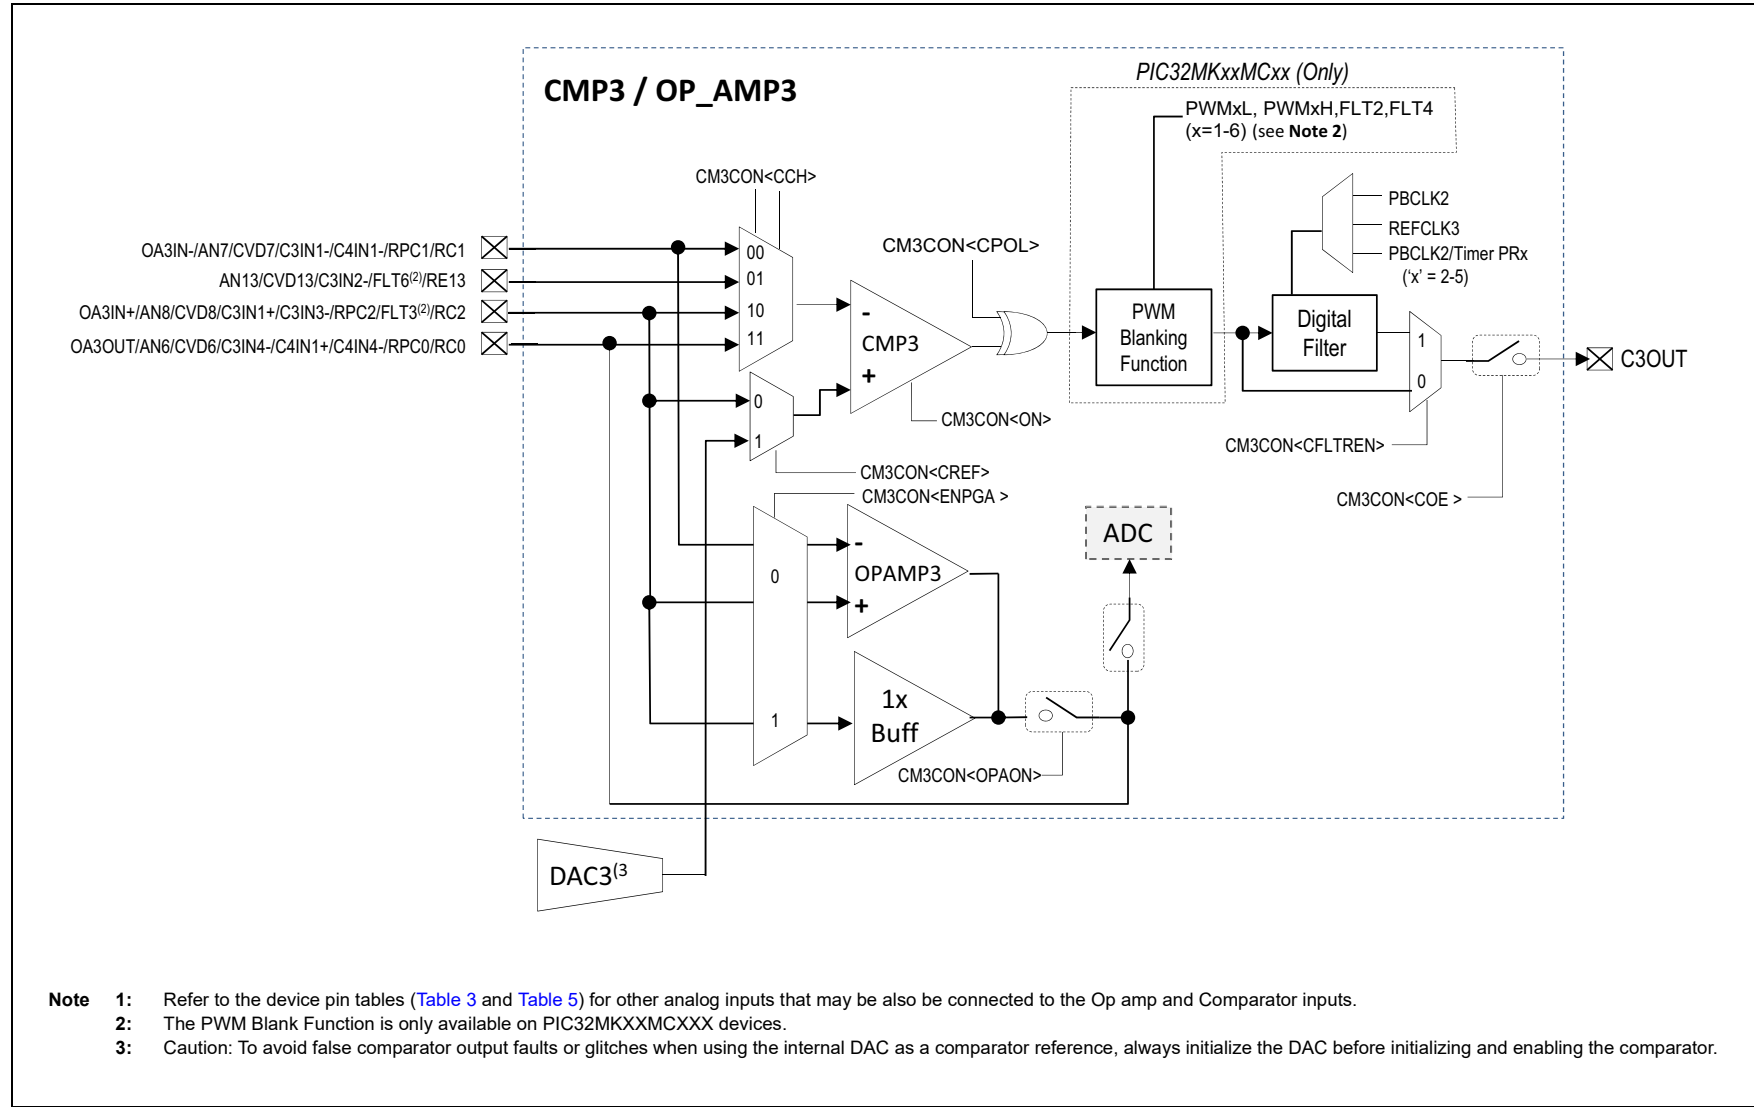 PIC32MKxxMCxx (Only)
CMP3 / OP_AMP3
PWMxL, PWMxH,FLT2,FLT4
(x=1-6) (see Note 2)
CM3CON<CCH>
PBCLK2
REFCLK3
PBCLK2/Timer PRx
('x' = 2-5)
OA3IN-/AN7/CVD7/C3IN1-/C4IN1-/RPC1/RC1
AN13/CVD13/C3IN2-/FLT6(2)/RE13
OA3IN+/AN8/CVD8/C3IN1+/C3IN3-/RPC2/FLT3(2)/RC2
OA3OUT/AN6/CVD6/C3IN4-/C4IN1+/C4IN4-/RPC0/RC0
00
01
10
11
CM3CON<CPOL>
-
CMP3
+
PWM
Blanking
Function
Digital
Filter
1
0
C3OUT
0
1
CM3CON<ON>
CM3CON<CFLTREN>
CM3CON<CREF>
CM3CON<ENPGA >
CM3CON<COE >
ADC
0
1
-
OPAMP3
+
1x
Buff
CM3CON<OPAON>
DAC3(3
Note 1: Refer to the device pin tables (Table 3 and Table 5) for other analog inputs that may be also be connected to the Op amp and Comparator inputs.
2: The PWM Blank Function is only available on PIC32MKXXMCXXX devices.
3: Caution: To avoid false comparator output faults or glitches when using the internal DAC as a comparator reference, always initialize the DAC before initializing and enabling the comparator.